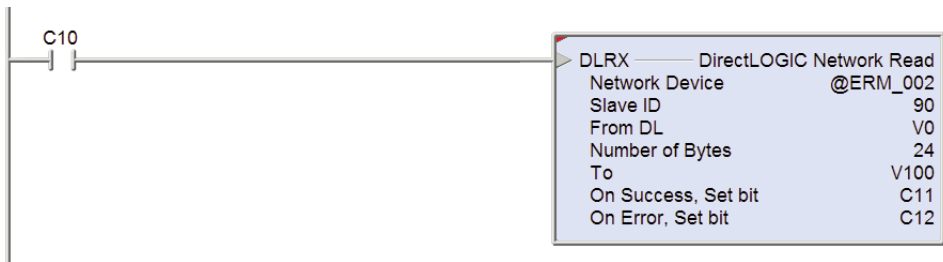 C10
DLRX DirectLOGIC Network Read
Network Device @ERM_002
Slave ID 90
From DL V0
Number of Bytes 24
To V100
On Success, Set bit C11
On Error, Set bit C12